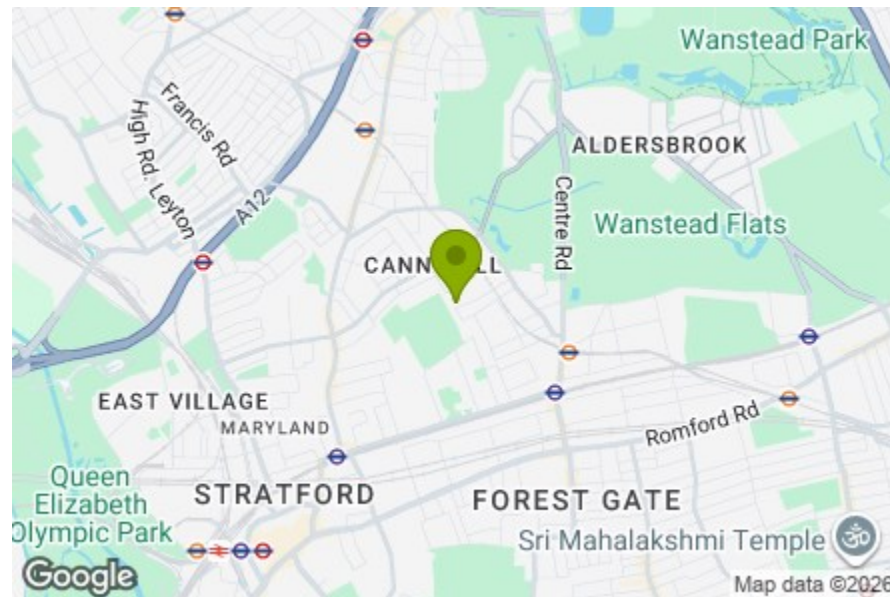 Wanstead Park
Francis Rd
High Rd. Leyton
A12
ALDERSBROOK
Centre Rd
Wanstead Flats
CANN
LL
EAST VILLAGE
MARYLAND
Romford Rd
Queen
Elizabeth
Olympic Park
STRATFORD
FOREST GATE
Sri Mahalakshmi Temple
Google
Map data ©2026